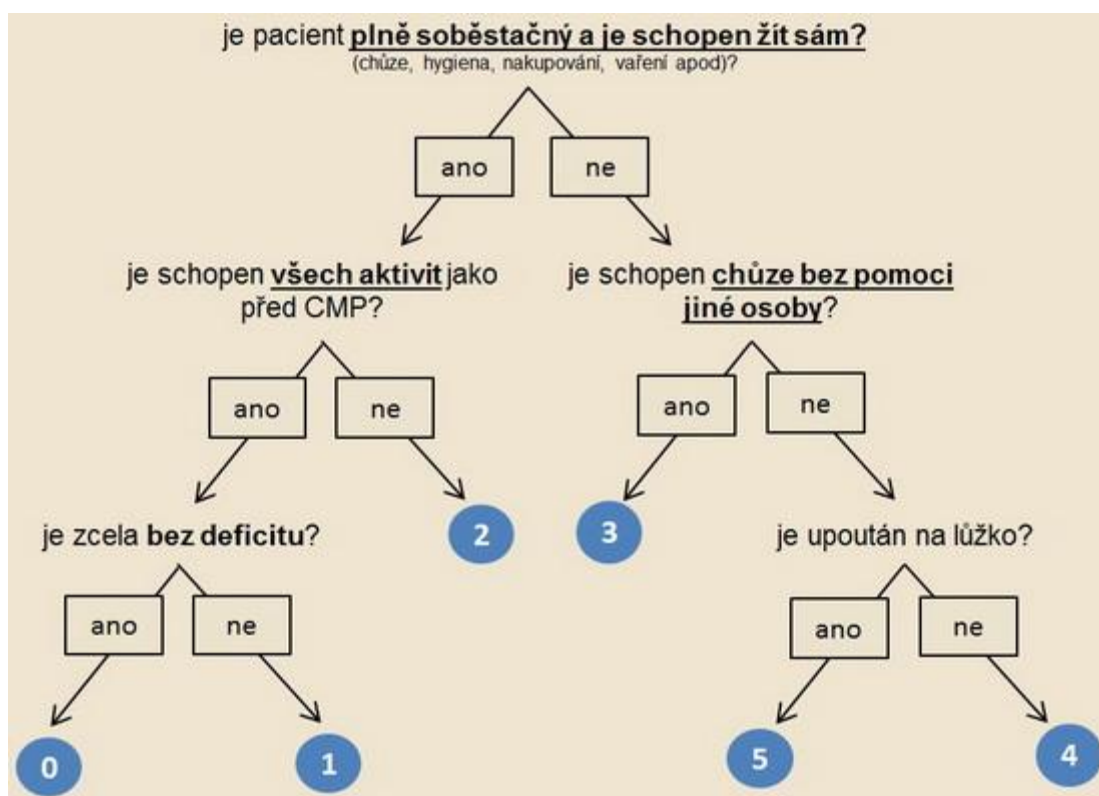 je pacient plně soběstačný a je schopen žít sám?
(chůze, hygiena, nakupování, vaření apod)?
ano
ne
je schopen všech aktivit jako
před CMP?
je schopen chůze bez pomoci
jiné osoby?
ano
ne
ano
ne
2
3
je zcela bez deficitu?
je upoután na lůžko?
ano
ne
ano
ne
0
1
5
4